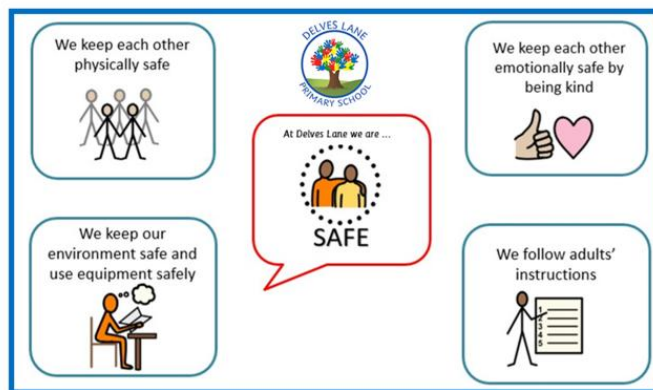 We keep each other
physically safe
DELVES LANE
PRIMARY SCHOOL
We keep each other
emotionally safe by
being kind
At Delves Lane we are ...
SAFE
We keep our
environment safe and
use equipment safely
We follow adults'
instructions
1
2
3
4
5